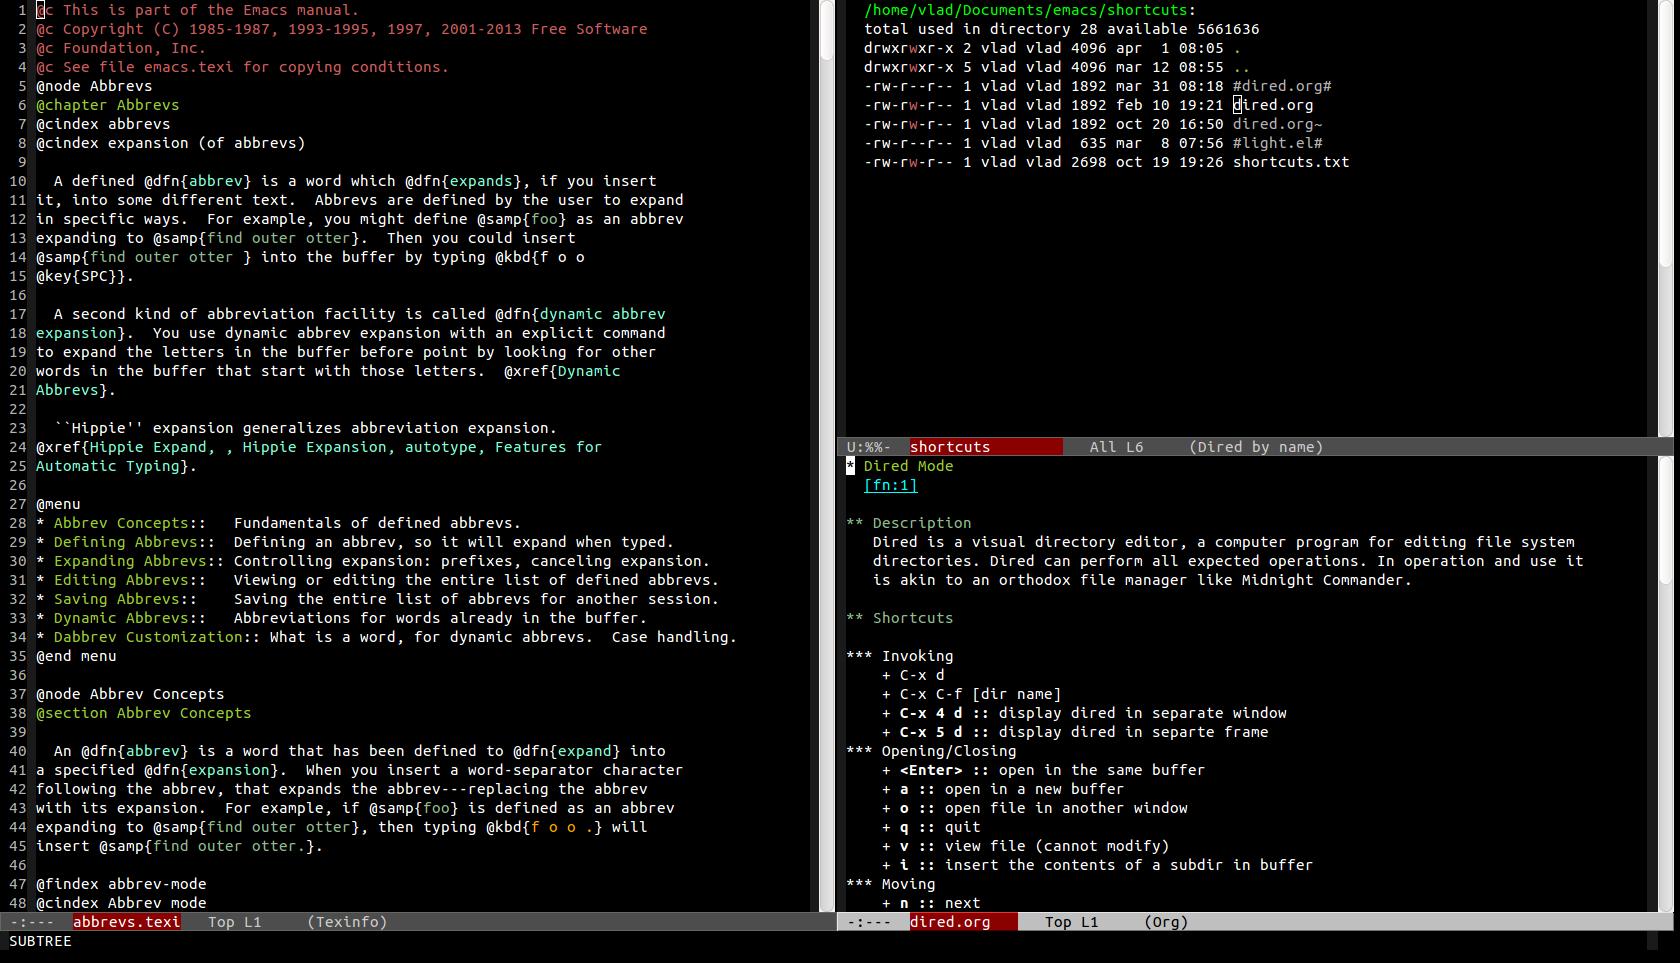 1 @c This is part of the Emacs manual.
2 @c Copyright (C) 1985-1987, 1993-1995, 1997, 2001-2013 Free Software
3 @c Foundation, Inc.
4 @c See file emacs.texi for copying conditions.
5 @node Abbrevs
6 @chapter Abbrevs
7 @cindex abbrevs
8 @cindex expansion (of abbrevs)
9
10   A defined @dfn{abbrev} is a word which @dfn{expands}, if you insert
11 it, into some different text.  Abbrevs are defined by the user to expand
12 in specific ways.  For example, you might define @samp{foo} as an abbrev
13 expanding to @samp{find outer otter}.  Then you could insert
14 @samp{find outer otter } into the buffer by typing @kbd{f o o
15 @key{SPC}}.
16
17   A second kind of abbreviation facility is called @dfn{dynamic abbrev
18 expansion}.  You use dynamic abbrev expansion with an explicit command
19 to expand the letters in the buffer before point by looking for other
20 words in the buffer that start with those letters.  @xref{Dynamic
21 Abbrevs}.
22
23   ``Hippie'' expansion generalizes abbreviation expansion.
24 @xref{Hippie Expand, , Hippie Expansion, autotype, Features for
25 Automatic Typing}.
26
27 @menu
28 * Abbrev Concepts::   Fundamentals of defined abbrevs.
29 * Defining Abbrevs::  Defining an abbrev, so it will expand when typed.
30 * Expanding Abbrevs:: Controlling expansion: prefixes, canceling expansion.
31 * Editing Abbrevs::   Viewing or editing the entire list of defined abbrevs.
32 * Saving Abbrevs::    Saving the entire list of abbrevs for another session.
33 * Dynamic Abbrevs::   Abbreviations for words already in the buffer.
34 * Dabbrev Customization:: What is a word, for dynamic abbrevs.  Case handling.
35 @end menu
36
37 @node Abbrev Concepts
38 @section Abbrev Concepts
39
40   An @dfn{abbrev} is a word that has been defined to @dfn{expand} into
41 a specified @dfn{expansion}.  When you insert a word-separator character
42 following the abbrev, that expands the abbrev---replacing the abbrev
43 with its expansion.  For example, if @samp{foo} is defined as an abbrev
44 expanding to @samp{find outer otter}, then typing @kbd{f o o .} will
45 insert @samp{find outer otter.}.
46
47 @findex abbrev-mode
48 @cindex Abbrev mode
-:---  abbrevs.texi   Top L1     (Texinfo)
/home/vlad/Documents/emacs/shortcuts:
total used in directory 28 available 5661636
drwxrwxr-x 2 vlad vlad 4096 apr  1 08:05 .
drwxrwxr-x 5 vlad vlad 4096 mar 12 08:55 ..
-rw-r--r-- 1 vlad vlad 1892 mar 31 08:18 #dired.org#
-rw-rw-r-- 1 vlad vlad 1892 feb 10 19:21 dired.org
-rw-rw-r-- 1 vlad vlad 1892 oct 20 16:50 dired.org~
-rw-r--r-- 1 vlad vlad  635 mar  8 07:56 #light.el#
-rw-rw-r-- 1 vlad vlad 2698 oct 19 19:26 shortcuts.txt
U:%%-  shortcuts           All L6     (Dired by name)
* Dired Mode
[fn:1]
** Description
Dired is a visual directory editor, a computer program for editing file system
directories. Dired can perform all expected operations. In operation and use it
is akin to an orthodox file manager like Midnight Commander.
** Shortcuts
*** Invoking
+ C-x d
+ C-x C-f [dir name]
+ C-x 4 d :: display dired in separate window
+ C-x 5 d :: display dired in separte frame
*** Opening/Closing
+ <Enter> :: open in the same buffer
+ a :: open in a new buffer
+ o :: open file in another window
+ q :: quit
+ v :: view file (cannot modify)
+ i :: insert the contents of a subdir in buffer
*** Moving
+ n :: next
-:---  dired.org      Top L1     (Org)
SUBTREE